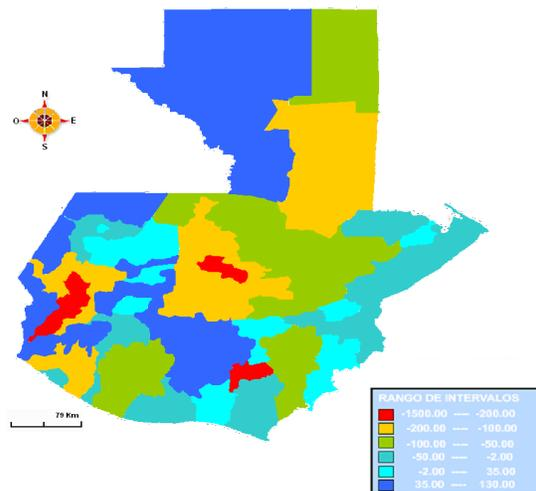 N
O
E
S
79 Km
RANGO DE INTERVALOS
-1500.00 ---- -200.00
-200.00 ---- -100.00
-100.00 ---- -50.00
-50.00 ---- -2.00
-2.00 ---- 35.00
35.00 ---- 130.00